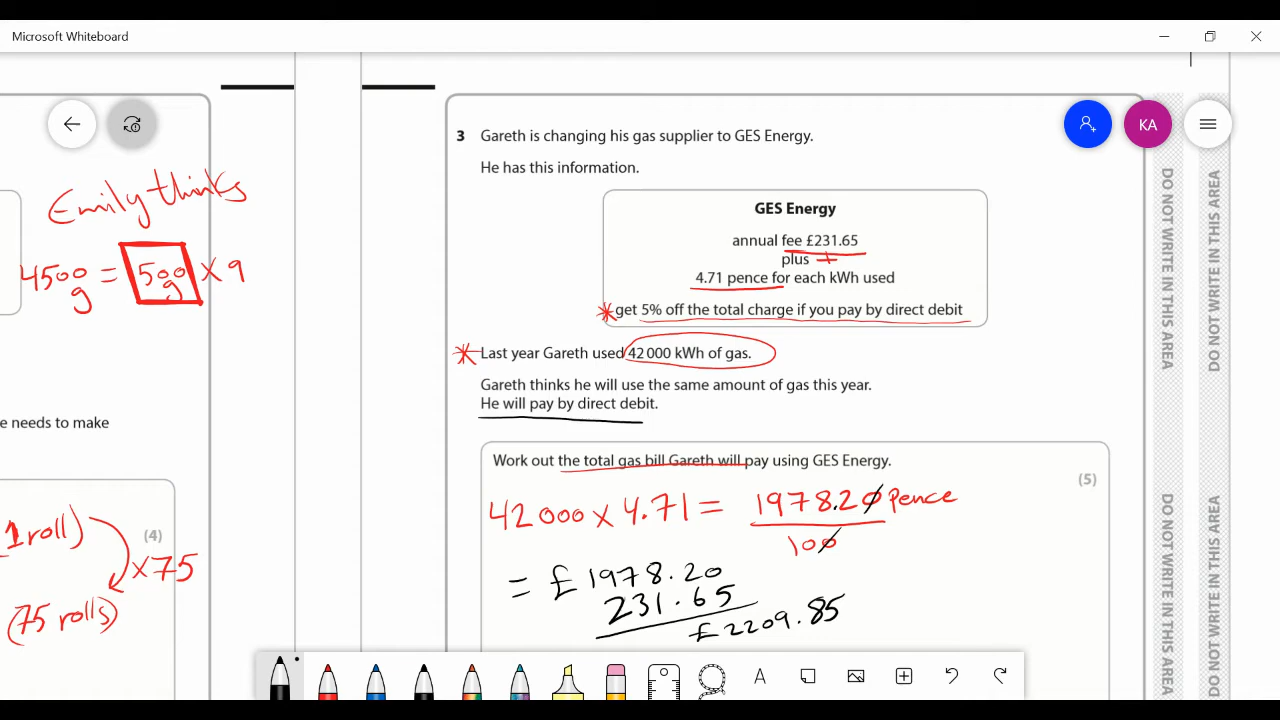 Microsoft Whiteboard
KA
Emily thinks
4500g = 500g × 9
e needs to make
(4)
1 roll)
×75
(75 rolls)
3 Gareth is changing his gas supplier to GES Energy.
He has this information.
GES Energy
annual fee £231.65
plus +
4.71 pence for each kWh used
*get 5% off the total charge if you pay by direct debit
*Last year Gareth used 42 000 kWh of gas.
Gareth thinks he will use the same amount of gas this year.
He will pay by direct debit.
Work out the total gas bill Gareth will pay using GES Energy.
(5)
42000 × 4.71 = 1978.20 pence
100
= £1978.20
231.65
£2209.85
DO NOT WRITE IN THIS AREA
DO NOT WRITE IN THIS AREA
DO NOT WRITE IN THIS AREA
DO NOT WRITE IN THIS AREA
A